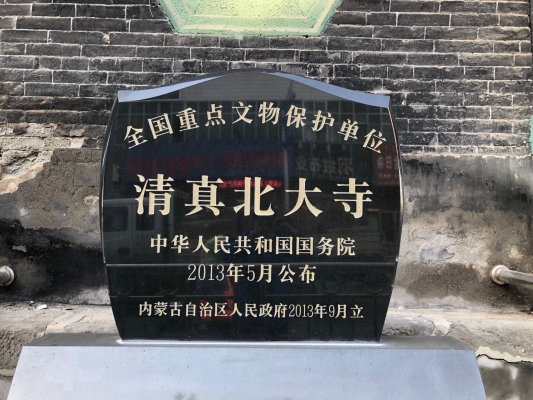 全国重点文物保护单位
清真北大寺
中华人民共和国国务院
2013年5月公布
内蒙古自治区人民政府2013年9月立